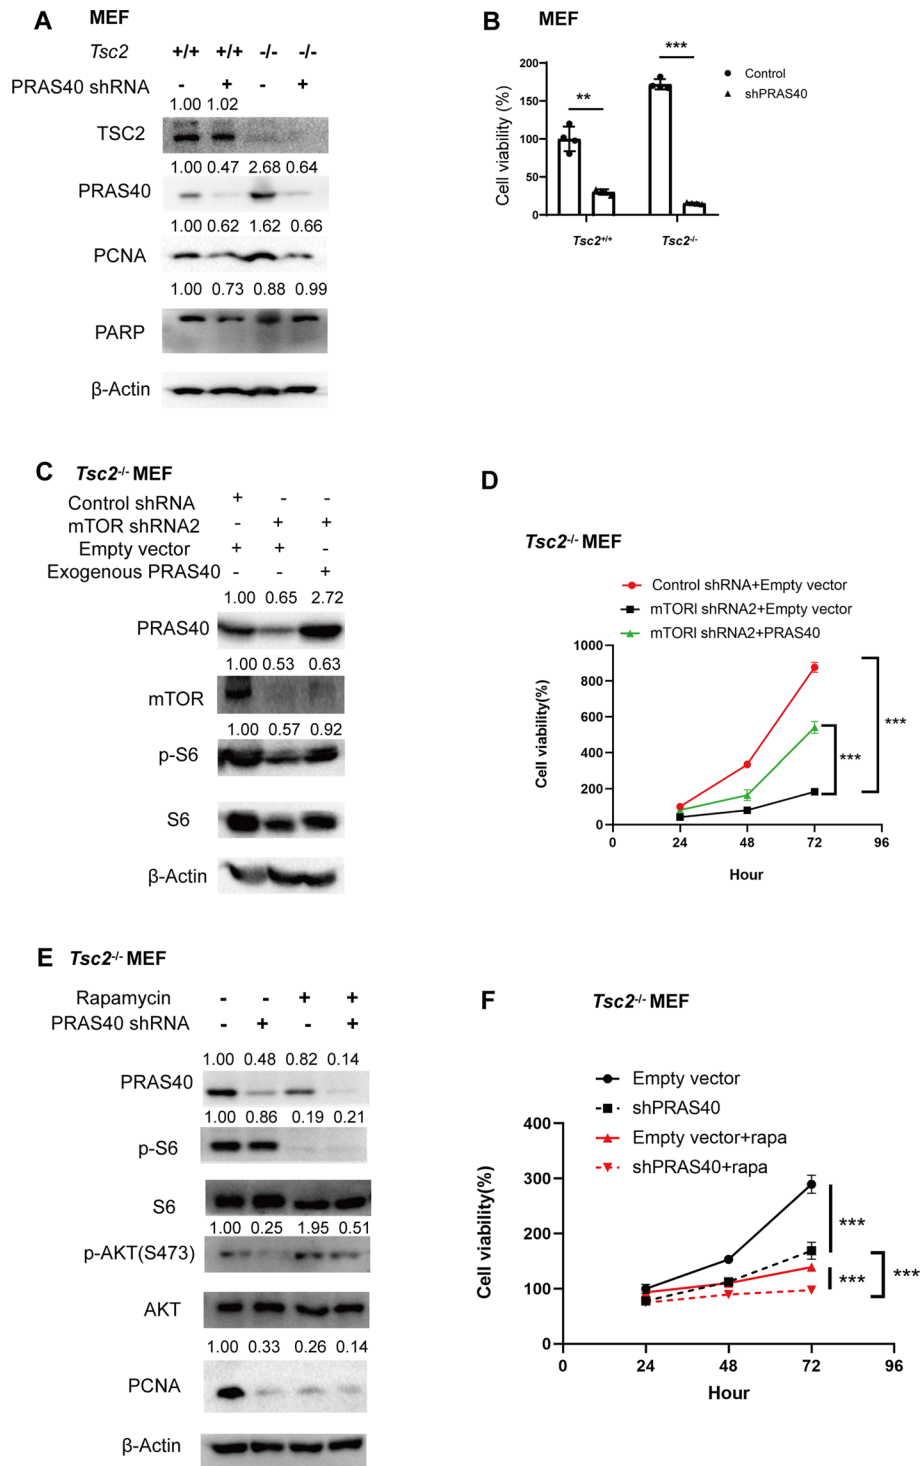 A MEF
Tsc2 +/+ +/+ -/- -/-
PRAS40 shRNA - + - +
1.00 1.02
TSC2
1.00 0.47 2.68 0.64
PRAS40
1.00 0.62 1.62 0.66
PCNA
1.00 0.73 0.88 0.99
PARP
β-Actin
B MEF
Cell viability (%)
200
150
100
50
0
**
***
Control
shPRAS40
Tsc2+/+ Tsc2-/-
C Tsc2-/- MEF
Control shRNA + - -
mTOR shRNA2 - + +
Empty vector + + -
Exogenous PRAS40 - - +
1.00 0.65 2.72
PRAS40
1.00 0.53 0.63
mTOR
1.00 0.57 0.92
p-S6
S6
β-Actin
D
Tsc2-/- MEF
Control shRNA+Empty vector
mTORl shRNA2+Empty vector
mTORl shRNA2+PRAS40
Cell viability(%)
1000
800
600
400
200
0
***
***
0 24 48 72 96
Hour
E Tsc2-/- MEF
Rapamycin - - + +
PRAS40 shRNA - + - +
1.00 0.48 0.82 0.14
PRAS40
1.00 0.86 0.19 0.21
p-S6
S6
1.00 0.25 1.95 0.51
p-AKT(S473)
AKT
1.00 0.33 0.26 0.14
PCNA
β-Actin
F Tsc2-/- MEF
Empty vector
shPRAS40
Empty vector+rapa
shPRAS40+rapa
Cell viability(%)
400
300
200
100
0
***
***
***
0 24 48 72 96
Hour